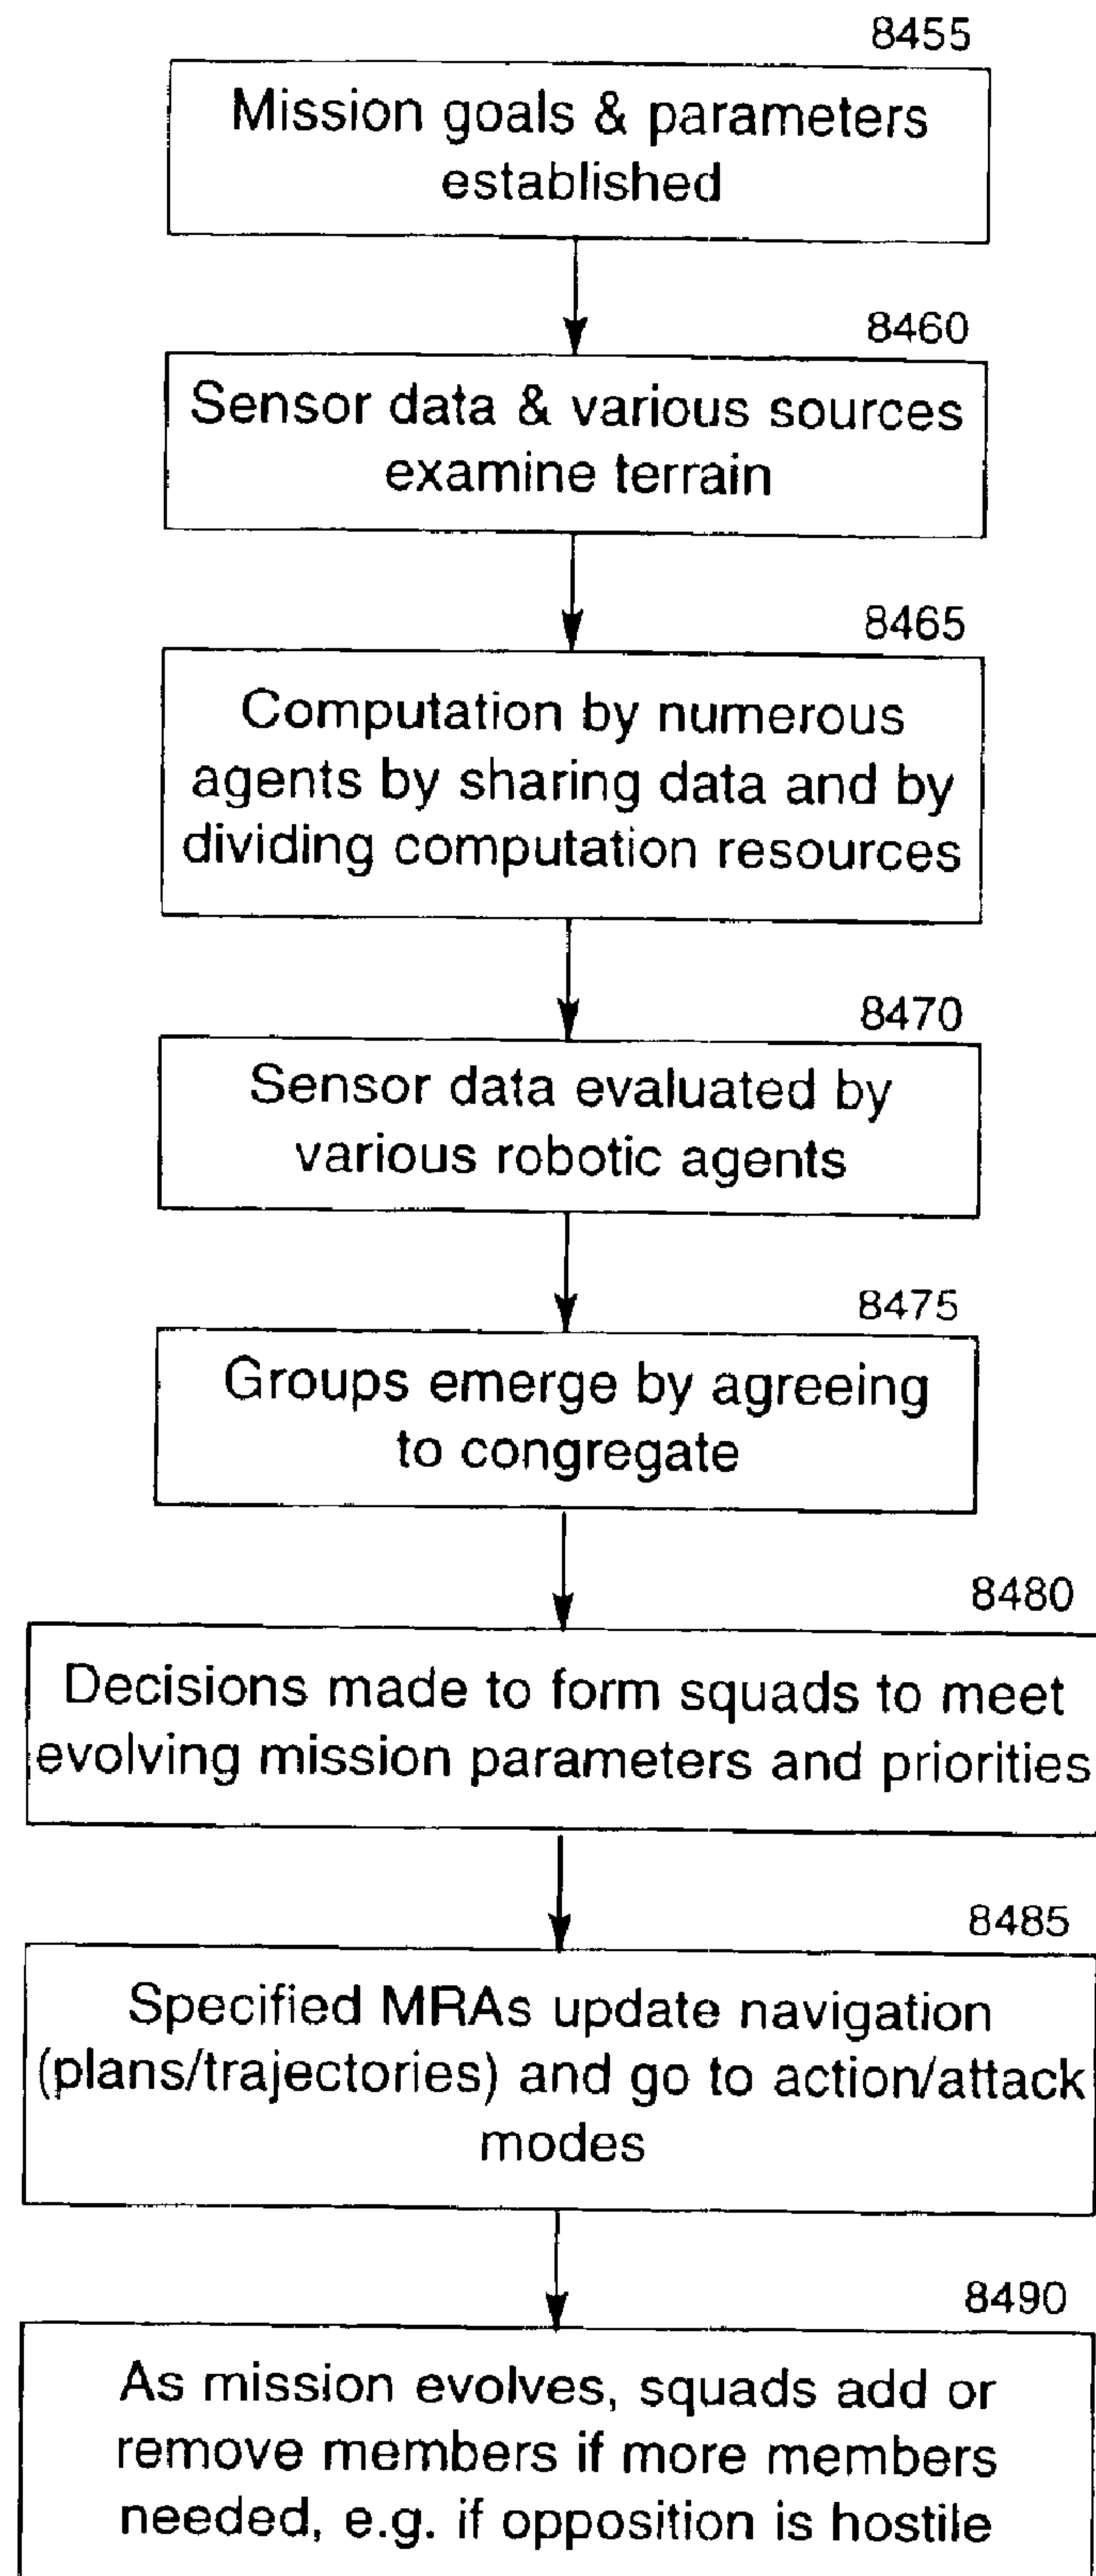 8455
Mission goals & parameters
established
8460
Sensor data & various sources
examine terrain
8465
Computation by numerous
agents by sharing data and by
dividing computation resources
8470
Sensor data evaluated by
various robotic agents
8475
Groups emerge by agreeing
to congregate
8480
Decisions made to form squads to meet
evolving mission parameters and priorities
8485
Specified MRAs update navigation
(plans/trajectories) and go to action/attack
modes
8490
As mission evolves, squads add or
remove members if more members
needed, e.g. if opposition is hostile